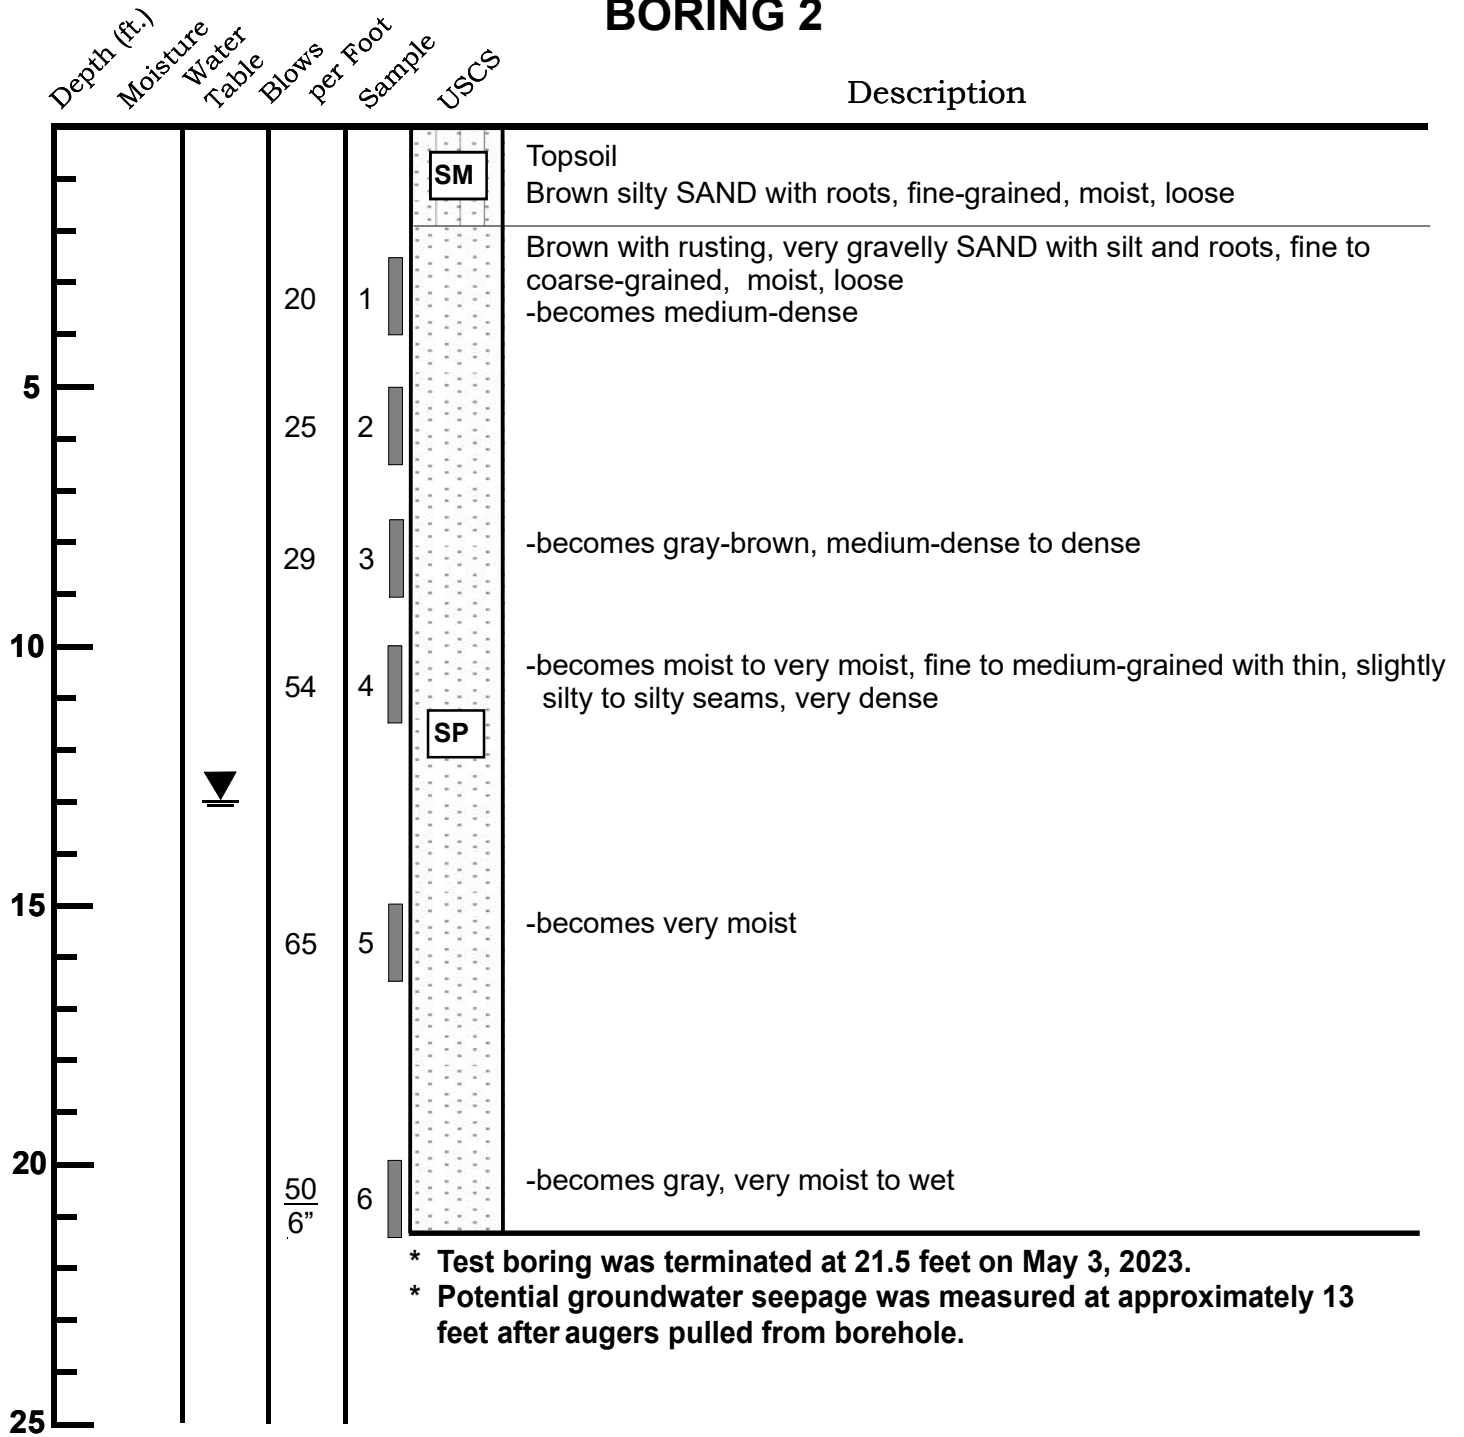 BORING 2
Depth (ft.)
Moisture
Water
Table
Blows
per Foot
Sample
USCS
Description
SM
Topsoil
Brown silty SAND with roots, fine-grained, moist, loose
Brown with rusting, very gravelly SAND with silt and roots, fine to
coarse-grained, moist, loose
20 1
-becomes medium-dense
5
25 2
29 3
-becomes gray-brown, medium-dense to dense
10
54 4
-becomes moist to very moist, fine to medium-grained with thin, slightly
silty to silty seams, very dense
SP
15
65 5
-becomes very moist
20
50
6”
6
-becomes gray, very moist to wet
* Test boring was terminated at 21.5 feet on May 3, 2023.
* Potential groundwater seepage was measured at approximately 13
feet after augers pulled from borehole.
25